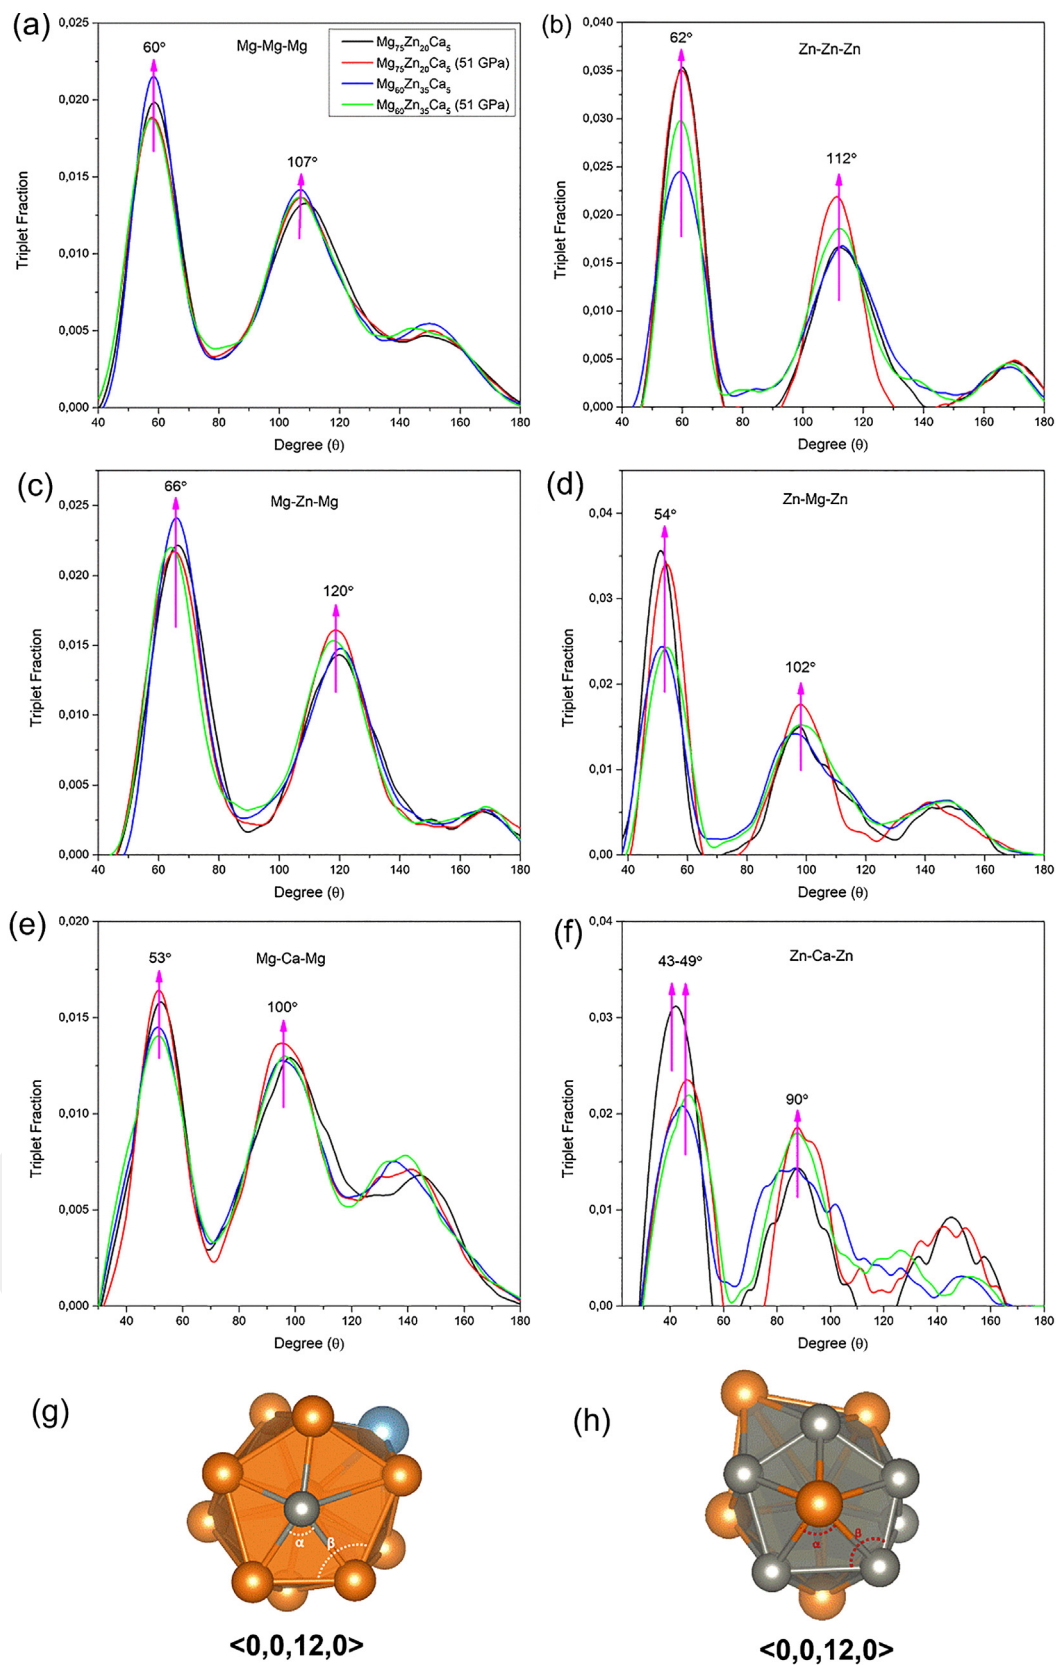 (a)
0,025
0,020
0,015
0,010
0,005
0,000
Triplet Fraction
60°
Mg-Mg-Mg
107°
Mg₇₅Zn₂₀Ca₅
Mg₇₅Zn₂₀Ca₅ (51 GPa)
Mg₆₀Zn₃₅Ca₅
Mg₆₀Zn₃₅Ca₅ (51 GPa)
40 60 80 100 120 140 160 180
Degree (θ)
(b)
0,040
0,035
0,030
0,025
0,020
0,015
0,010
0,005
0,000
Triplet Fraction
62°
Zn-Zn-Zn
112°
40 60 80 100 120 140 160 180
Degree (θ)
(c)
0,025
0,020
0,015
0,010
0,005
0,000
Triplet Fraction
66°
Mg-Zn-Mg
120°
40 60 80 100 120 140 160 180
Degree (θ)
(d)
0,04
0,03
0,02
0,01
0,00
Triplet Fraction
54°
Zn-Mg-Zn
102°
40 60 80 100 120 140 160 180
Degree (θ)
(e)
0,020
0,015
0,010
0,005
0,000
Triplet Fraction
53°
Mg-Ca-Mg
100°
40 60 80 100 120 140 160 180
Degree (θ)
(f)
0,04
0,03
0,02
0,01
0,00
Triplet Fraction
43-49°
Zn-Ca-Zn
90°
40 60 80 100 120 140 160 180
Degree (θ)
(g)
α
β
<0,0,12,0>
(h)
α
β
<0,0,12,0>